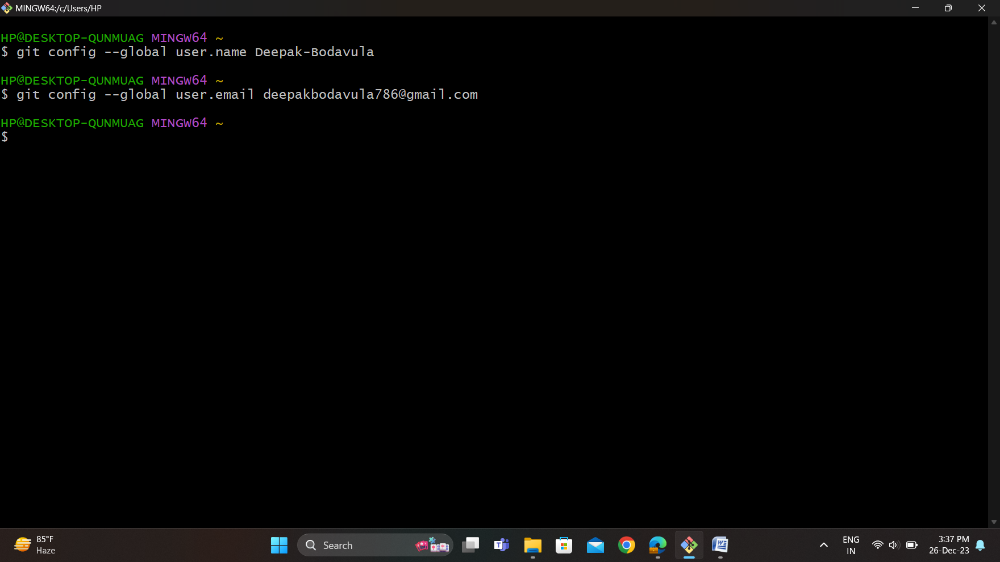 MINGW64:/c/Users/HP
HP@DESKTOP-QUNMUAG MINGW64 ~
$ git config --global user.name Deepak-Bodavula
HP@DESKTOP-QUNMUAG MINGW64 ~
$ git config --global user.email deepakbodavula786@gmail.com
HP@DESKTOP-QUNMUAG MINGW64 ~
$
85°F
Haze
Search
ENG
IN
3:37 PM
26-Dec-23